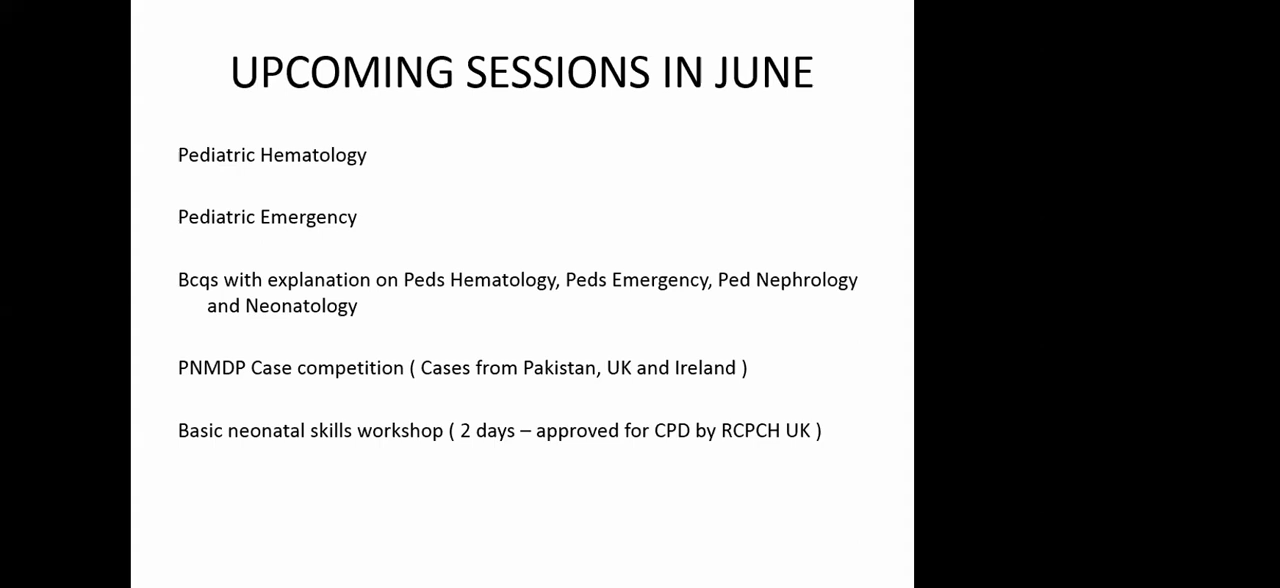 UPCOMING SESSIONS IN JUNE
Pediatric Hematology
Pediatric Emergency
Bcqs with explanation on Peds Hematology, Peds Emergency, Ped Nephrology
and Neonatology
PNMDP Case competition ( Cases from Pakistan, UK and Ireland )
Basic neonatal skills workshop ( 2 days – approved for CPD by RCPCH UK )